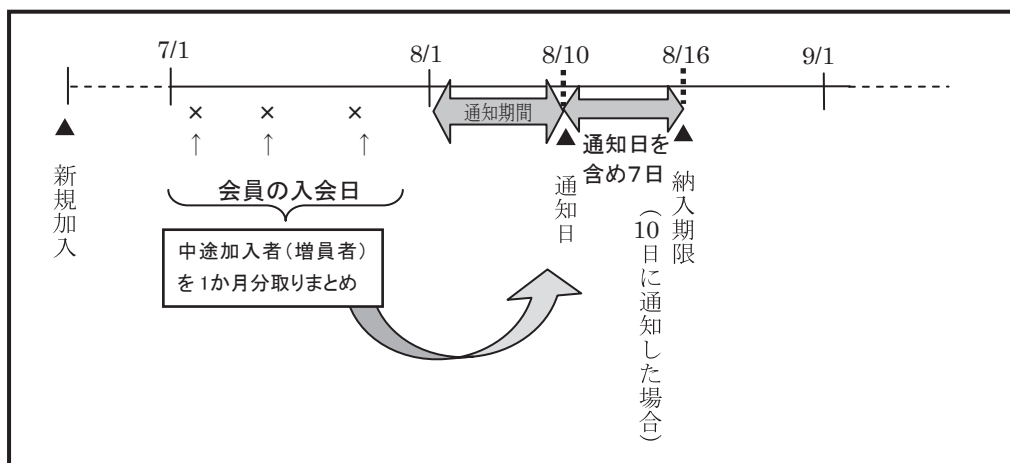 7/1
8/1
8/10
8/16
9/1
× × ×
↑ ↑ ↑
▲
新規加入
会員の入会日
中途加入者（増員者）
を1か月分取りまとめ
通知期間
▲
通知日
通知日を
含め7日
▲
納入期限
（10日に通知した場合）